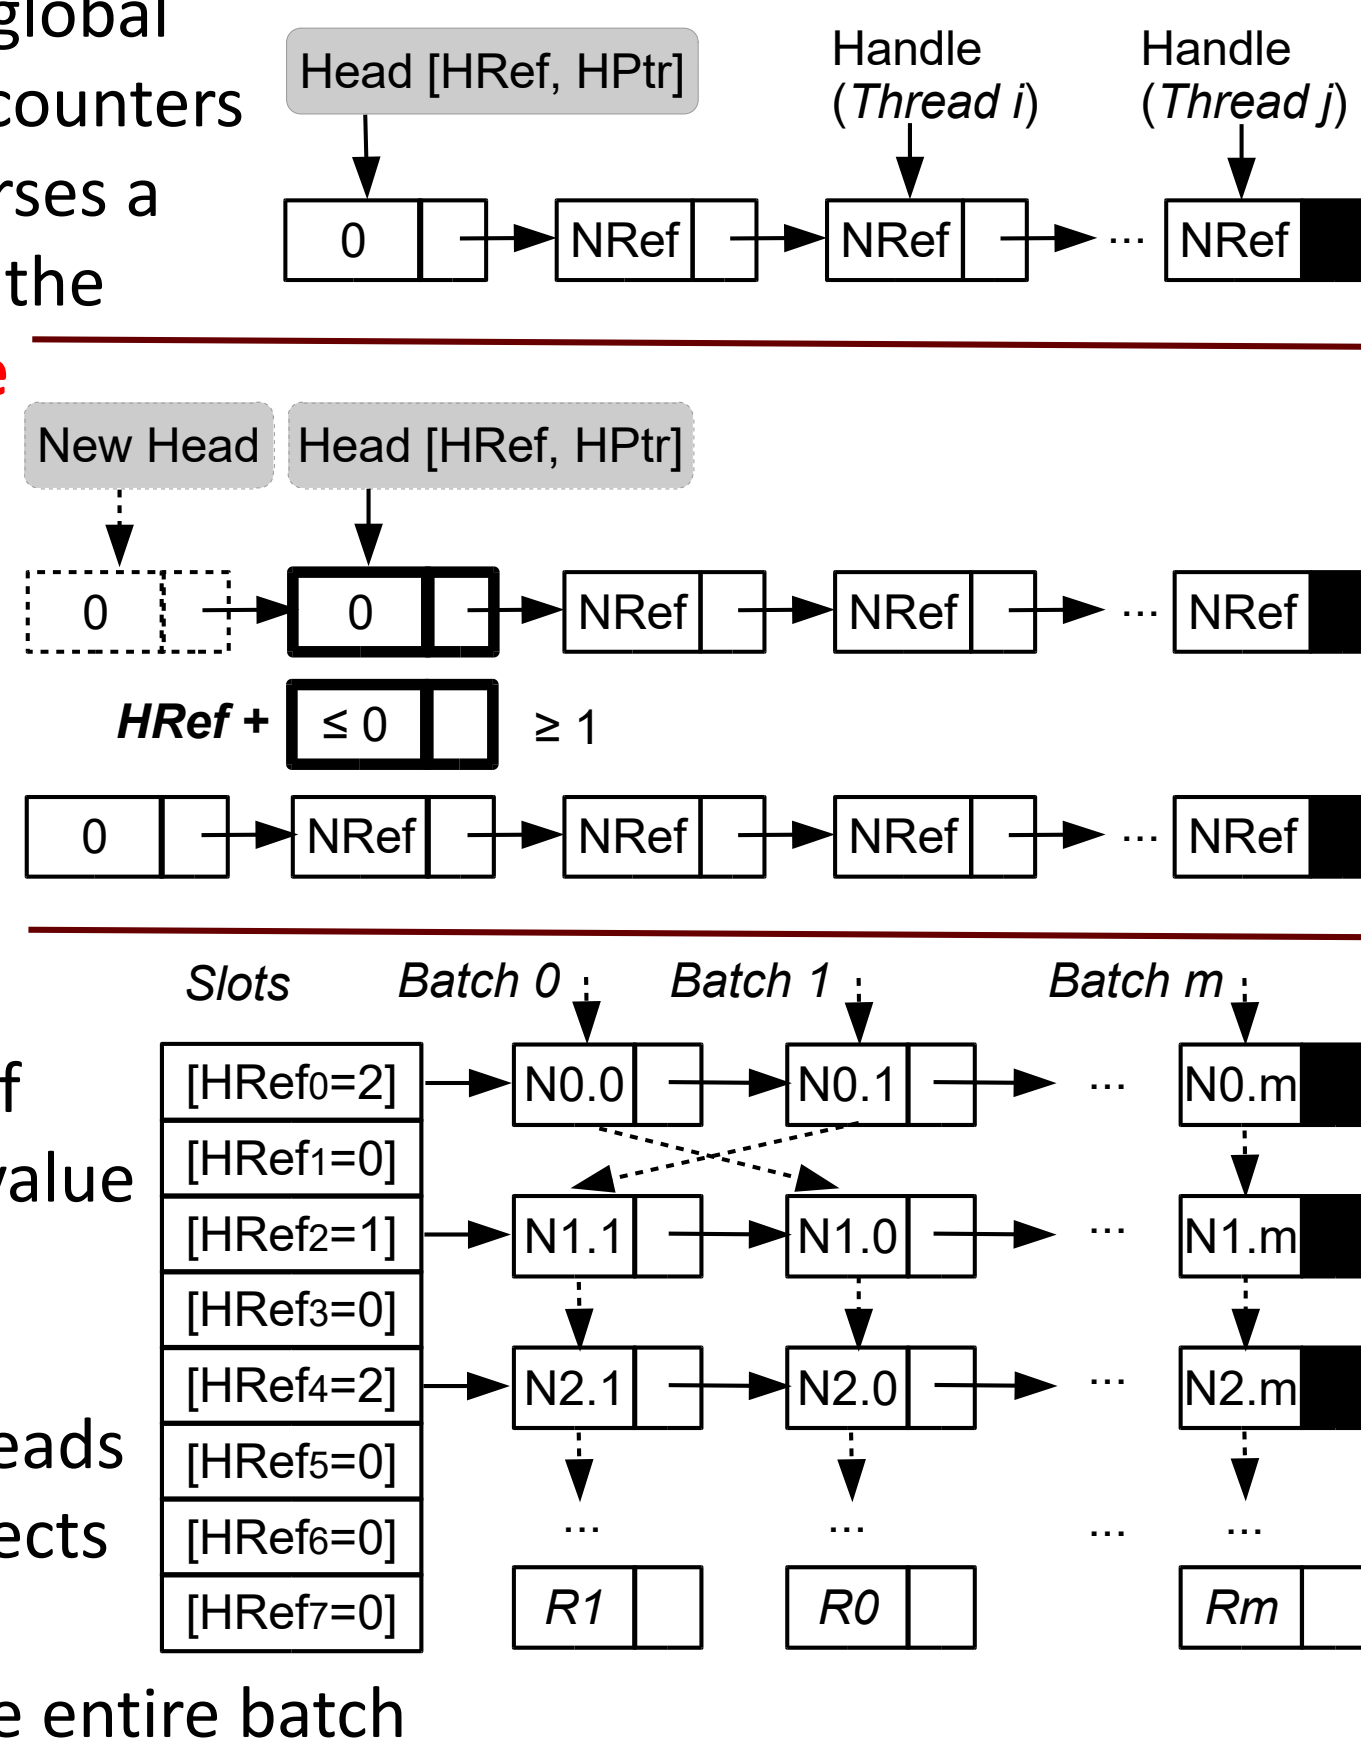 global
counters
rses a
the
e
Head [HRef, HPtr]
Handle
(Thread i)
Handle
(Thread j)
0 NRef NRef ... NRef
New Head Head [HRef, HPtr]
0 0 NRef NRef ... NRef
HRef + ≤ 0 ≥ 1
0 NRef NRef NRef ... NRef
f
value
eads
ects
e entire batch
Slots Batch 0 Batch 1 Batch m
[HRef0=2] N0.0 N0.1 ... N0.m
[HRef1=0]
[HRef2=1] N1.1 N1.0 ... N1.m
[HRef3=0]
[HRef4=2] N2.1 N2.0 ... N2.m
[HRef5=0]
[HRef6=0] ... ... ... ...
[HRef7=0] R1 R0 Rm